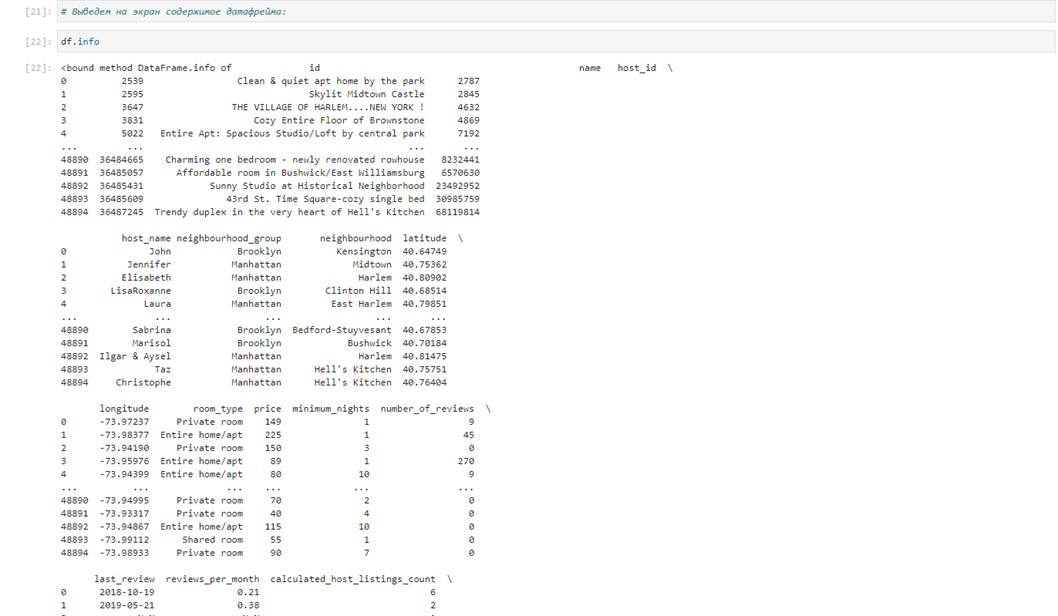 [21]: # Выведем на экран содержимое датафрейма:
[22]: df.info
[22]: <bound method DataFrame.info of id name host_id \
0 2539 Clean & quiet apt home by the park 2787
1 2595 Skylit Midtown Castle 2845
2 3647 THE VILLAGE OF HARLEM....NEW YORK ! 4632
3 3831 Cozy Entire Floor of Brownstone 4869
4 5022 Entire Apt: Spacious Studio/Loft by central park 7192
... ... ... ...
48890 36484665 Charming one bedroom - newly renovated rowhouse 8232441
48891 36485057 Affordable room in Bushwick/East Williamsburg 6570630
48892 36485431 Sunny Studio at Historical Neighborhood 23492952
48893 36485609 43rd St. Time Square-cozy single bed 30985759
48894 36487245 Trendy duplex in the very heart of Hell's Kitchen 68119814
host_name neighbourhood_group neighbourhood latitude \
0 John Brooklyn Kensington 40.64749
1 Jennifer Manhattan Midtown 40.75362
2 Elisabeth Manhattan Harlem 40.80902
3 LisaRoxanne Brooklyn Clinton Hill 40.68514
4 Laura Manhattan East Harlem 40.79851
... ... ... ... ...
48890 Sabrina Brooklyn Bedford-Stuyvesant 40.67853
48891 Marisol Brooklyn Bushwick 40.70184
48892 Ilgar & Aysel Manhattan Harlem 40.81475
48893 Taz Manhattan Hell's Kitchen 40.75751
48894 Christophe Manhattan Hell's Kitchen 40.76404
longitude room_type price minimum_nights number_of_reviews \
0 -73.97237 Private room 149 1 9
1 -73.98377 Entire home/apt 225 1 45
2 -73.94190 Private room 150 3 0
3 -73.95976 Entire home/apt 89 1 270
4 -73.94399 Entire home/apt 80 10 9
... ... ... ... ... ...
48890 -73.94995 Private room 70 2 0
48891 -73.93317 Private room 40 4 0
48892 -73.94867 Entire home/apt 115 10 0
48893 -73.99112 Shared room 55 1 0
48894 -73.98933 Private room 90 7 0
last_review reviews_per_month calculated_host_listings_count \
0 2018-10-19 0.21 6
1 2019-05-21 0.38 2